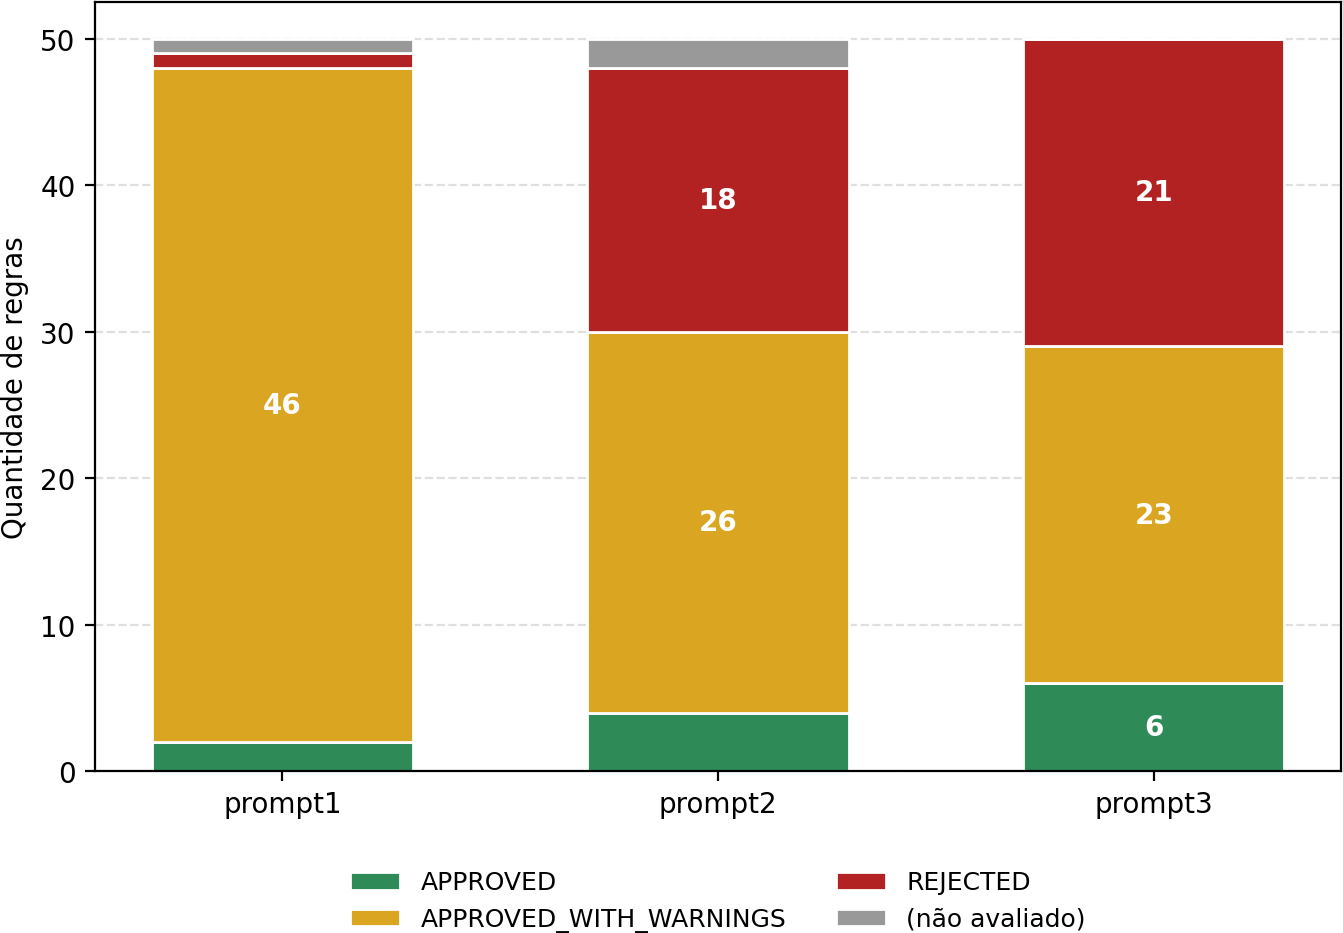 Quantidade de regras
50
40
30
20
10
0
46
18
26
21
23
6
prompt1
prompt2
prompt3
APPROVED
APPROVED_WITH_WARNINGS
REJECTED
(não avaliado)